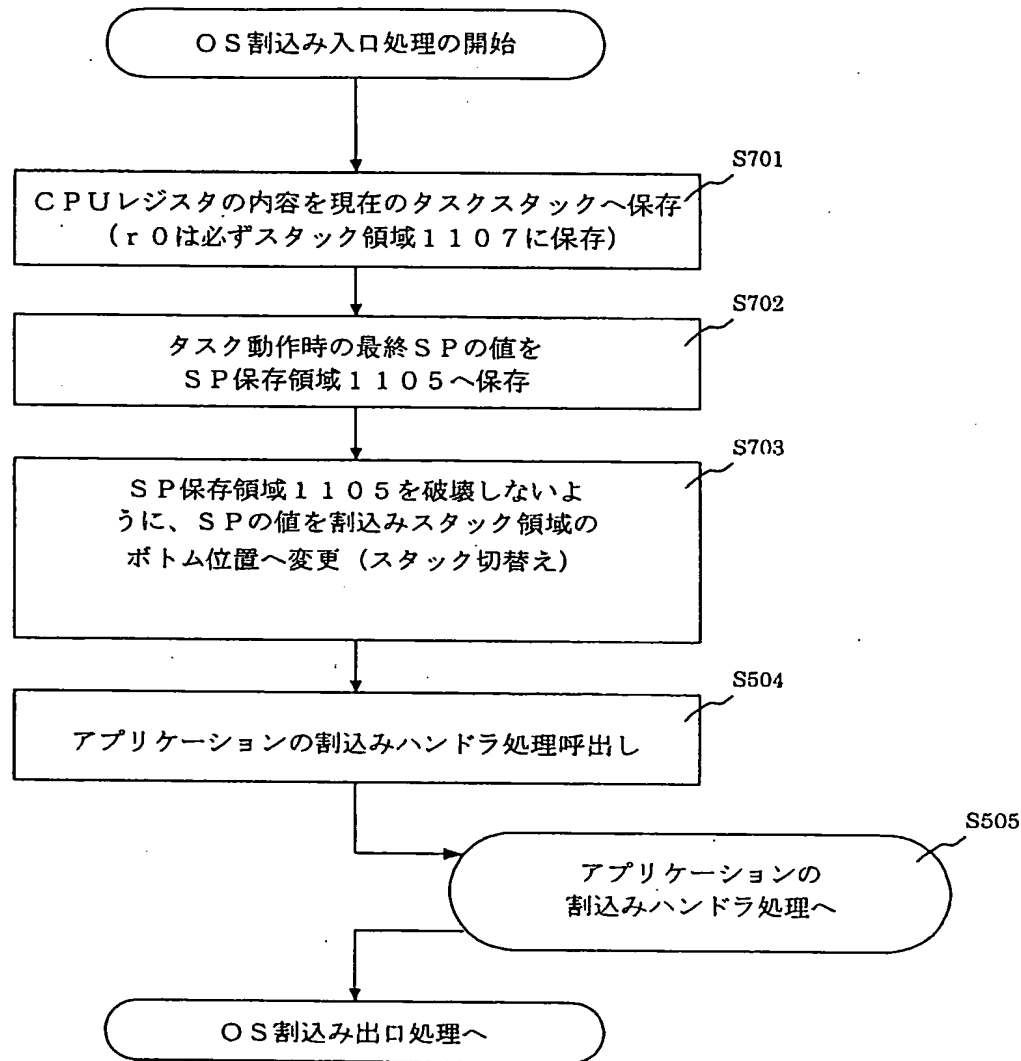 OS割込み入口処理の開始
S701
CPUレジスタの内容を現在のタスクスタックへ保存
(r0は必ずスタック領域1107に保存)
S702
タスク動作時の最終SPの値を
SP保存領域1105へ保存
S703
SP保存領域1105を破壊しないよ
うに、SPの値を割込みスタック領域の
ボトム位置へ変更(スタック切替え)
S504
アプリケーションの割込みハンドラ処理呼出し
S505
アプリケーションの
割込みハンドラ処理へ
OS割込み出口処理へ